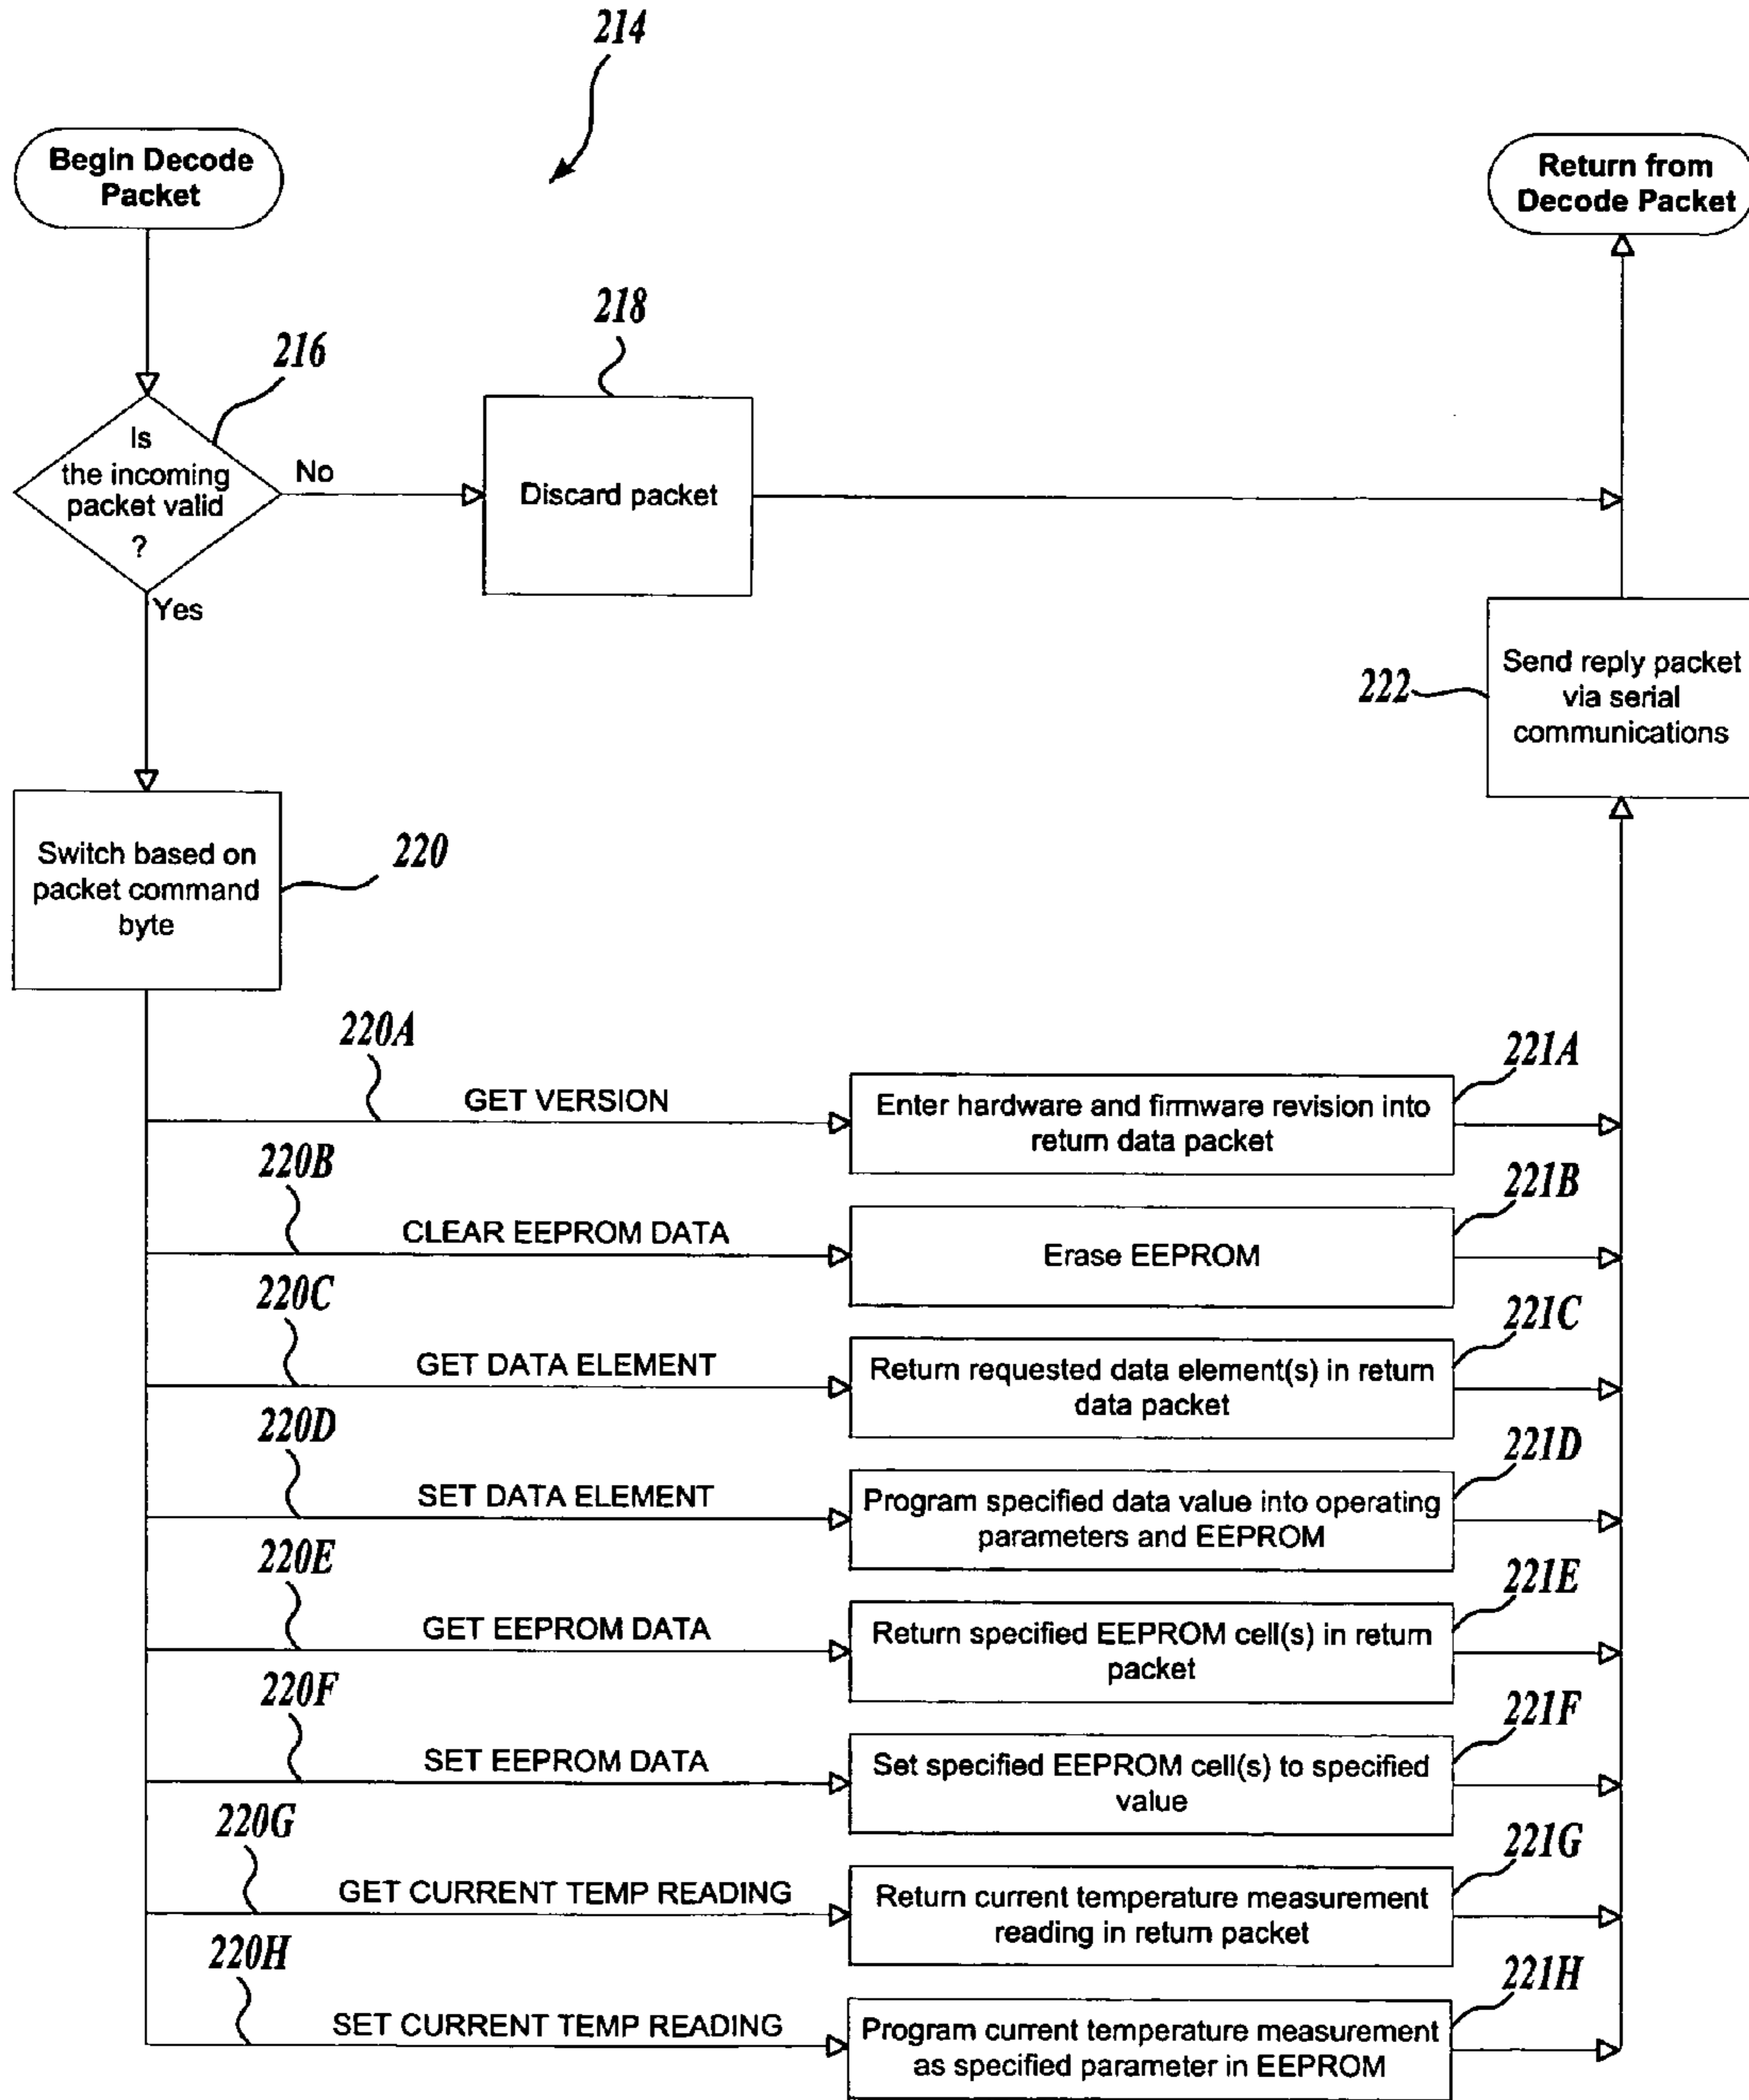 214
Begin Decode
Packet
Return from
Decode Packet
218
216
Is
the incoming
packet valid
?
No
Discard packet
Yes
222
Send reply packet
via serial
communications
Switch based on
packet command
byte
220
220A
GET VERSION
Enter hardware and firmware revision into
return data packet
221A
220B
CLEAR EEPROM DATA
Erase EEPROM
221B
220C
GET DATA ELEMENT
Return requested data element(s) in return
data packet
221C
220D
SET DATA ELEMENT
Program specified data value into operating
parameters and EEPROM
221D
220E
GET EEPROM DATA
Return specified EEPROM cell(s) in return
packet
221E
220F
SET EEPROM DATA
Set specified EEPROM cell(s) to specified
value
221F
220G
GET CURRENT TEMP READING
Return current temperature measurement
reading in return packet
221G
220H
SET CURRENT TEMP READING
Program current temperature measurement
as specified parameter in EEPROM
221H